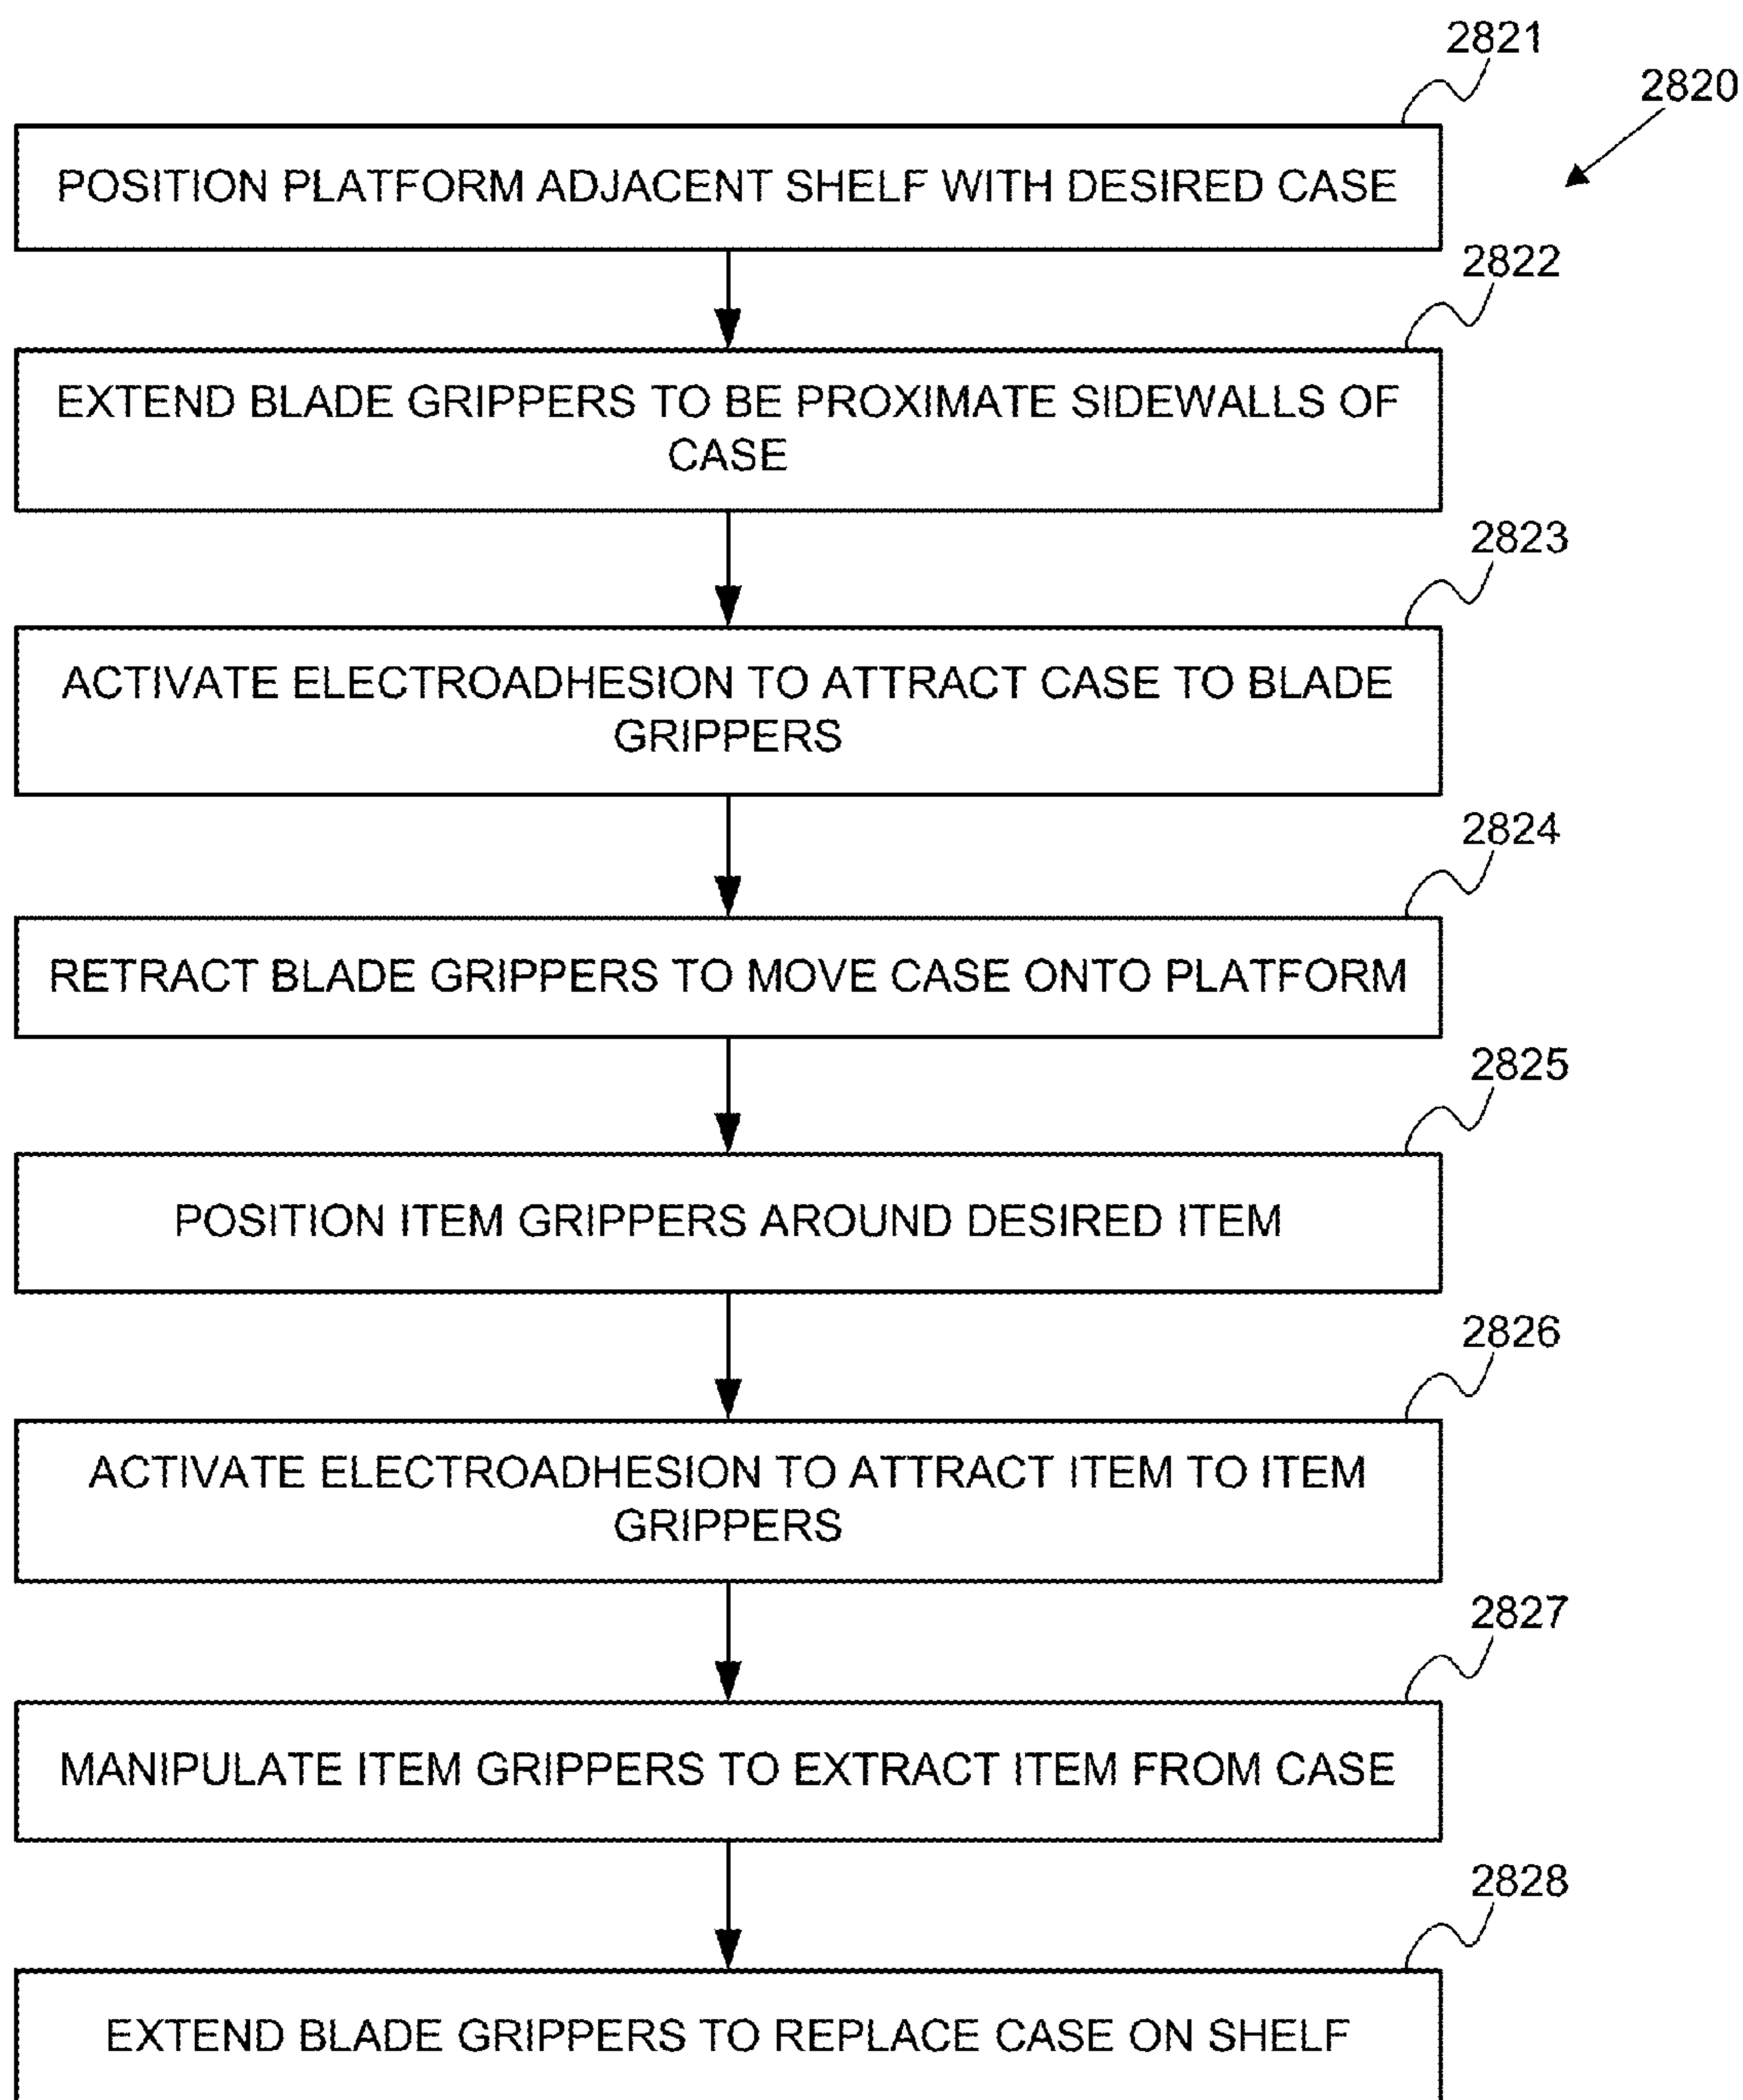 2821
2820
POSITION PLATFORM ADJACENT SHELF WITH DESIRED CASE
2822
EXTEND BLADE GRIPPERS TO BE PROXIMATE SIDEWALLS OF
CASE
2823
ACTIVATE ELECTROADHESION TO ATTRACT CASE TO BLADE
GRIPPERS
2824
RETRACT BLADE GRIPPERS TO MOVE CASE ONTO PLATFORM
2825
POSITION ITEM GRIPPERS AROUND DESIRED ITEM
2826
ACTIVATE ELECTROADHESION TO ATTRACT ITEM TO ITEM
GRIPPERS
2827
MANIPULATE ITEM GRIPPERS TO EXTRACT ITEM FROM CASE
2828
EXTEND BLADE GRIPPERS TO REPLACE CASE ON SHELF